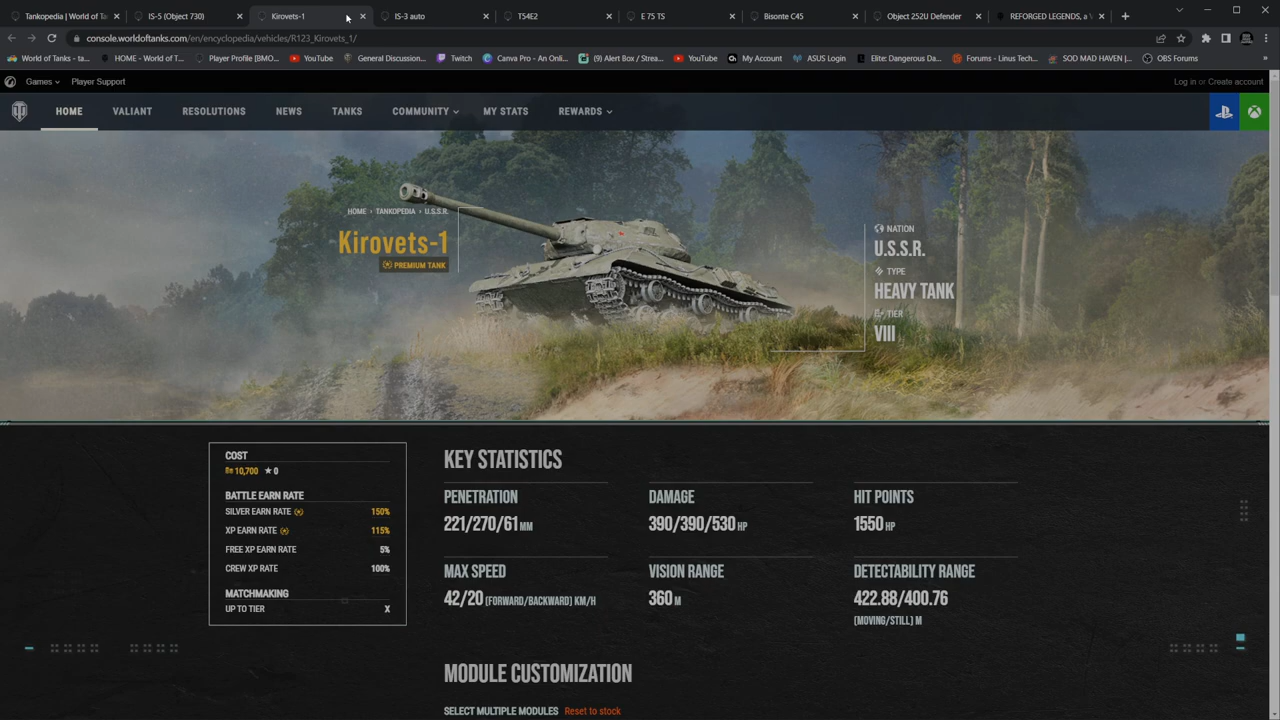 Tankopedia | World of Ta
IS-5 (Object 730)
Kirovets-1
IS-3 auto
T54E2
E 75 TS
Bisonte C45
Object 252U Defender
REFORGED LEGENDS, a W
console.worldoftanks.com/en/encyclopedia/vehicles/R123_Kirovets_1/
World of Tanks - ta...
HOME - World of T...
Player Profile [BMO...
YouTube
General Discussion...
Twitch
Canva Pro - An Onli...
(9) Alert Box / Strea...
YouTube
My Account
ASUS Login
Elite: Dangerous Da...
Forums - Linus Tech...
SOD MAD HAVEN |...
OBS Forums
»
Games
Player Support
Log in or Create account
HOME
VALIANT
RESOLUTIONS
NEWS
TANKS
COMMUNITY
MY STATS
REWARDS
HOME › TANKOPEDIA › U.S.S.R.
Kirovets-1
PREMIUM TANK
NATION
U.S.S.R.
TYPE
HEAVY TANK
TIER
VIII
COST
10,700 ★ 0
BATTLE EARN RATE
SILVER EARN RATE 150%
XP EARN RATE 115%
FREE XP EARN RATE 5%
CREW XP RATE 100%
MATCHMAKING
UP TO TIER X
KEY STATISTICS
PENETRATION
221/270/61 MM
DAMAGE
390/390/530 HP
HIT POINTS
1550 HP
MAX SPEED
42/20 (FORWARD/BACKWARD) KM/H
VISION RANGE
360 M
DETECTABILITY RANGE
422.88/400.76
(MOVING/STILL) M
MODULE CUSTOMIZATION
SELECT MULTIPLE MODULES Reset to stock